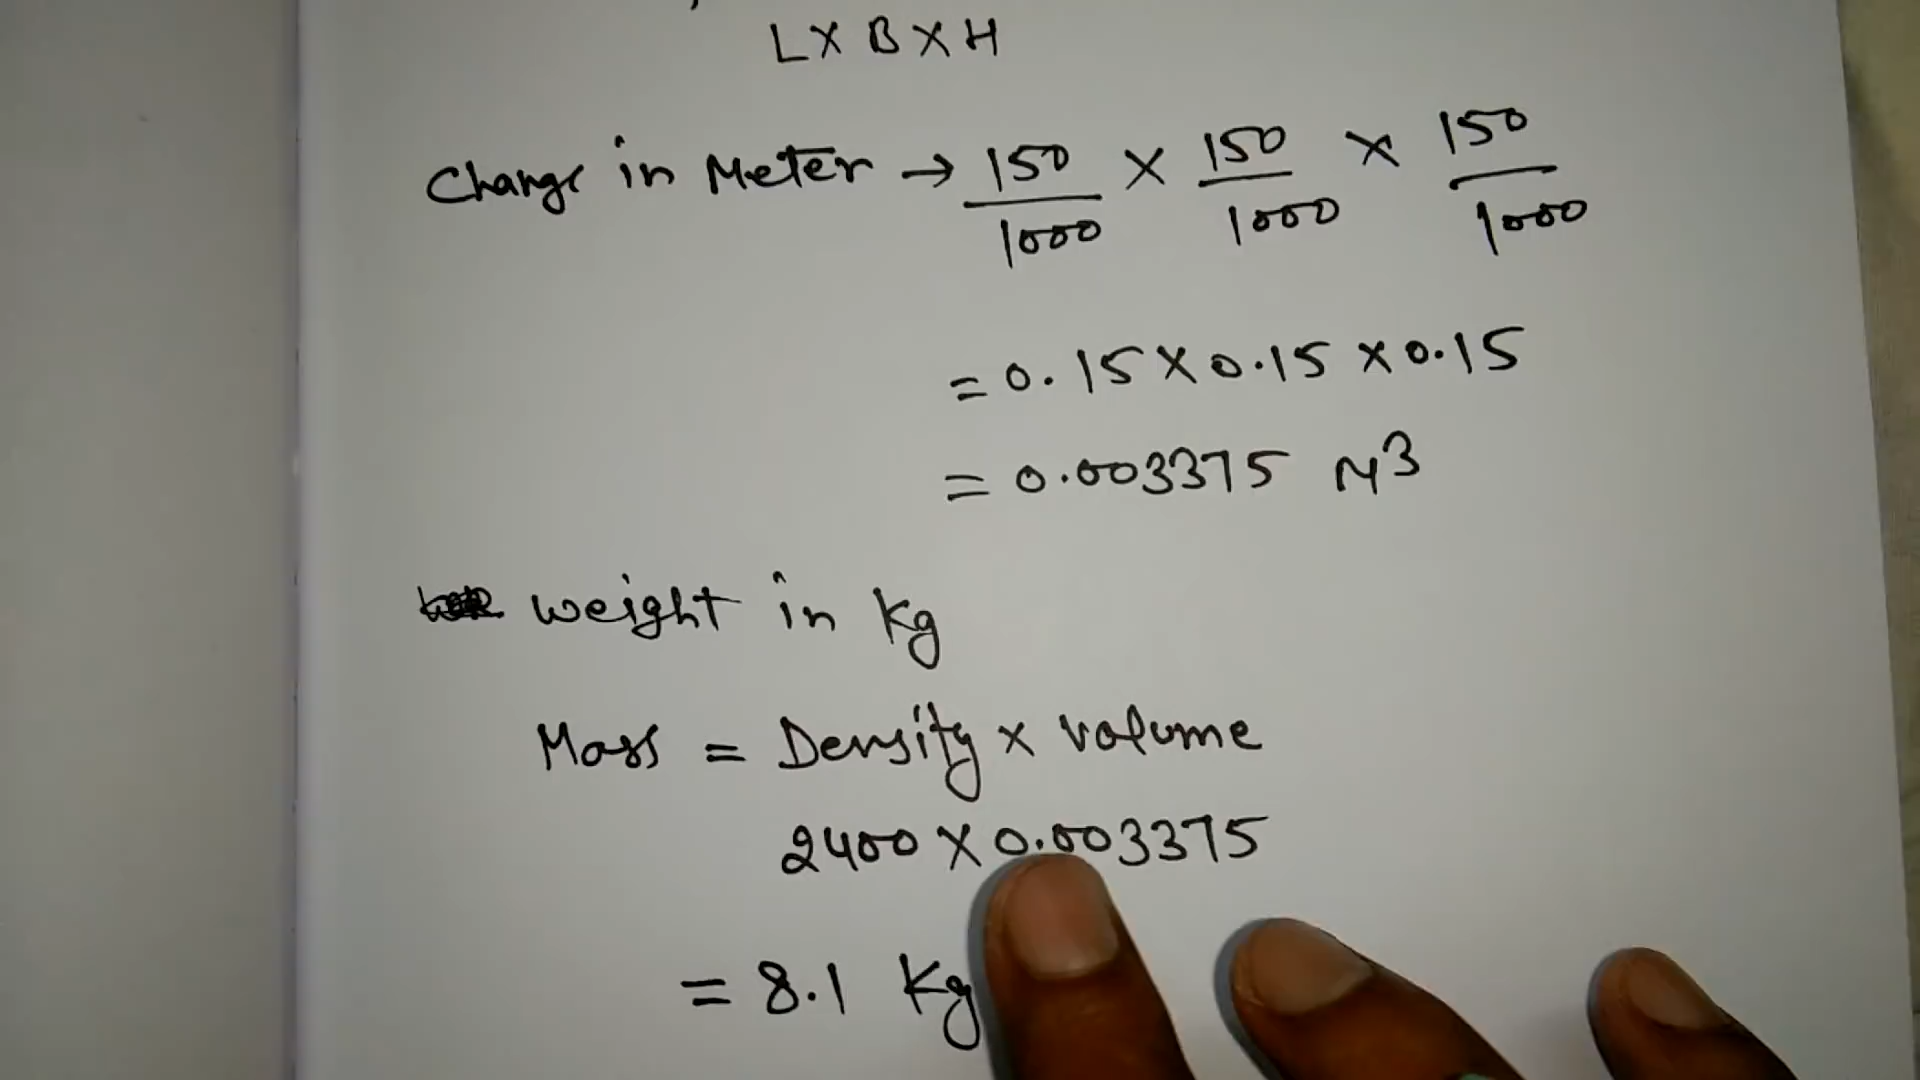 L X B X H
Change in Meter → 150/1000 × 150/1000 × 150/1000
= 0.15 X 0.15 X 0.15
= 0.003375 M³
weight in Kg
Mass = Density x volume
2400 X 0.003375
= 8.1 Kg